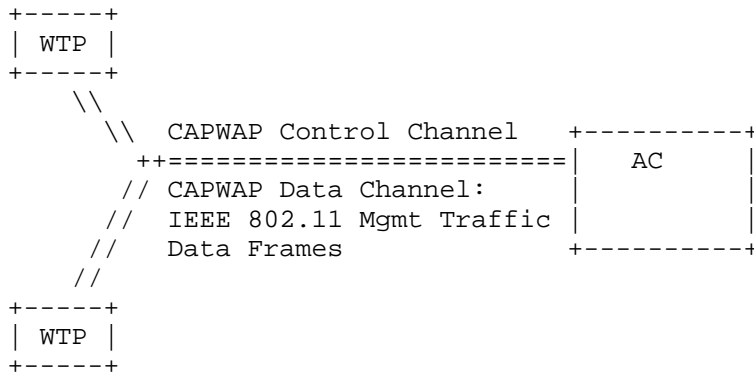 WTP
CAPWAP Control Channel
AC
CAPWAP Data Channel:
IEEE 802.11 Mgmt Traffic
Data Frames
WTP